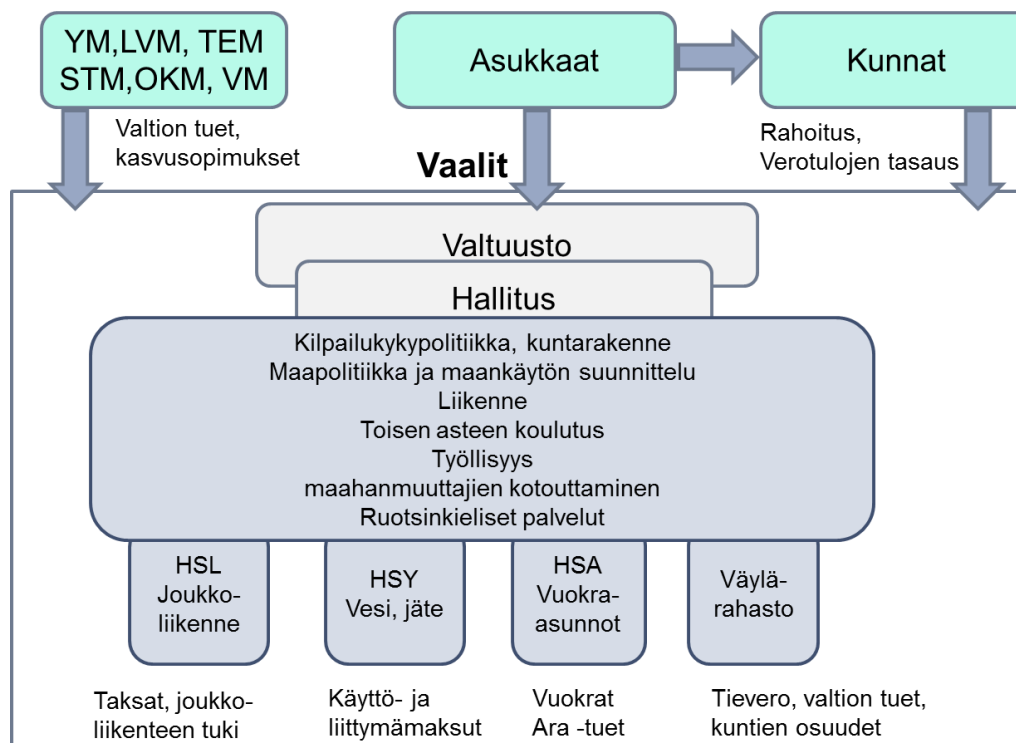 YM,LVM, TEM
STM,OKM, VM
Asukkaat
Kunnat
Valtion tuet,
kasvusopimukset
Vaalit
Rahoitus,
Verotulojen tasaus
Valtuusto
Hallitus
Kilpailukykypolitiikka, kuntarakenne
Maapolitiikka ja maankäytön suunnittelu
Liikenne
Toisen asteen koulutus
Työllisyys
maahanmuuttajien kotouttaminen
Ruotsinkieliset palvelut
HSL
Joukko-
liikenne
HSY
Vesi, jäte
HSA
Vuokra-
asunnot
Väylä-
rahasto
Taksat, joukko-
liikenteen tuki
Käyttö- ja
liittymämaksut
Vuokrat
Ara -tuet
Tievero, valtion tuet,
kuntien osuudet